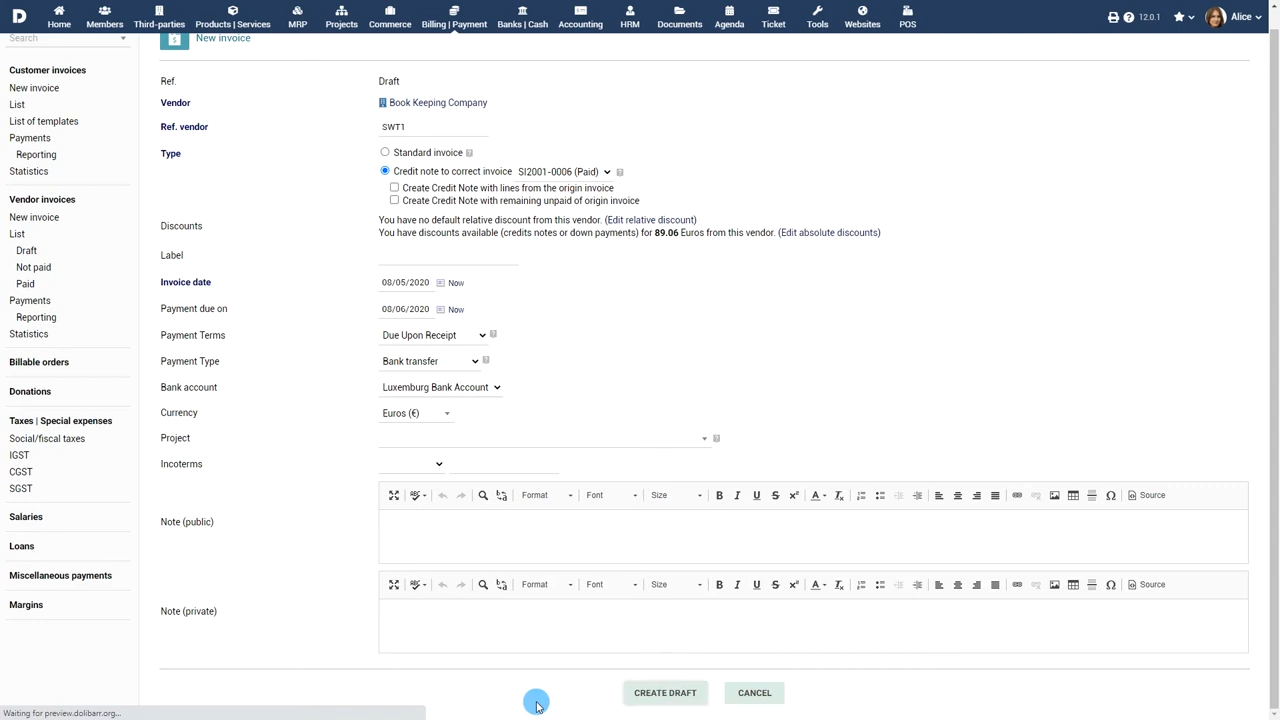 Home Members Third-parties Products | Services MRP Projects Commerce Billing | Payment Banks | Cash Accounting HRM Documents Agenda Ticket Tools Websites POS 12.0.1 Alice
Search
New invoice
Customer invoices
New invoice
List
List of templates
Payments
Reporting
Statistics
Vendor invoices
New invoice
List
Draft
Not paid
Paid
Payments
Reporting
Statistics
Billable orders
Donations
Taxes | Special expenses
Social/fiscal taxes
IGST
CGST
SGST
Salaries
Loans
Miscellaneous payments
Margins
Ref. Draft
Vendor Book Keeping Company
Ref. vendor SWT1
Type Standard invoice
Credit note to correct invoice SI2001-0006 (Paid)
Create Credit Note with lines from the origin invoice
Create Credit Note with remaining unpaid of origin invoice
Discounts You have no default relative discount from this vendor. (Edit relative discount)
You have discounts available (credits notes or down payments) for 89.06 Euros from this vendor. (Edit absolute discounts)
Label
Invoice date 08/05/2020 Now
Payment due on 08/06/2020 Now
Payment Terms Due Upon Receipt
Payment Type Bank transfer
Bank account Luxemburg Bank Account
Currency Euros (€)
Project
Incoterms
Format Font Size B I U S x² A Ix Ω Source
Note (public)
Format Font Size B I U S x² A Ix Ω Source
Note (private)
CREATE DRAFT CANCEL
Waiting for preview.dolibarr.org...